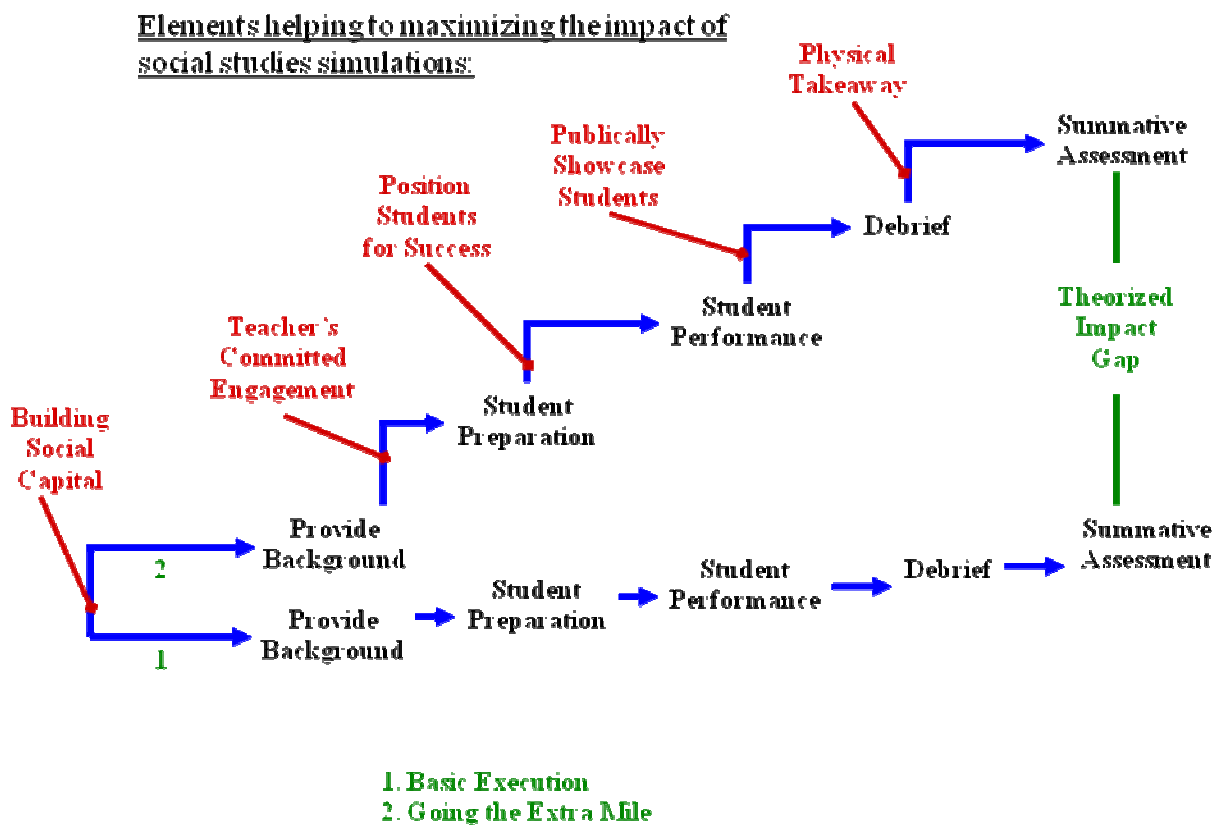 Elements helping to maximizing the impact of
social studies simulations:
Physical
Takeaway
Summative
Assessment
Publically
Showcase
Students
Debrief
Position
Students
for Success
Student
Performance
Theorized
Impact
Gap
Teacher's
Committed
Engagement
Student
Preparation
Building
Social
Capital
Provide
Background
2
Provide
Background
1
Student
Preparation
Student
Performance
Debrief
Summative
Assessment
1. Basic Execution
2. Going the Extra Mile